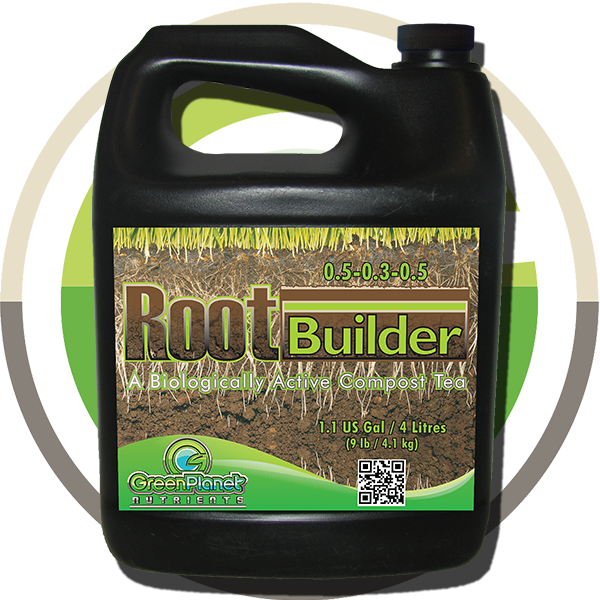 0.5-0.3-0.5
Root Builder
A Biologically Active Compost Tea
1.1 US Gal / 4 Litres
(9 lb / 4.1 kg)
GreenPlanet
NUTRIENTS